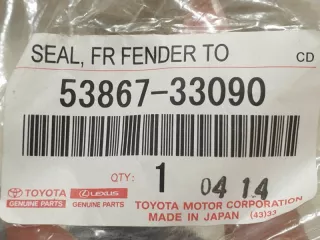 SEAL, FR FENDER TO CD
53867-33090
QTY: 1 04 14
TOYOTA GENUINE PARTS
LEXUS GENUINE PARTS
TOYOTA MOTOR CORPORATION
MADE IN JAPAN (43)33